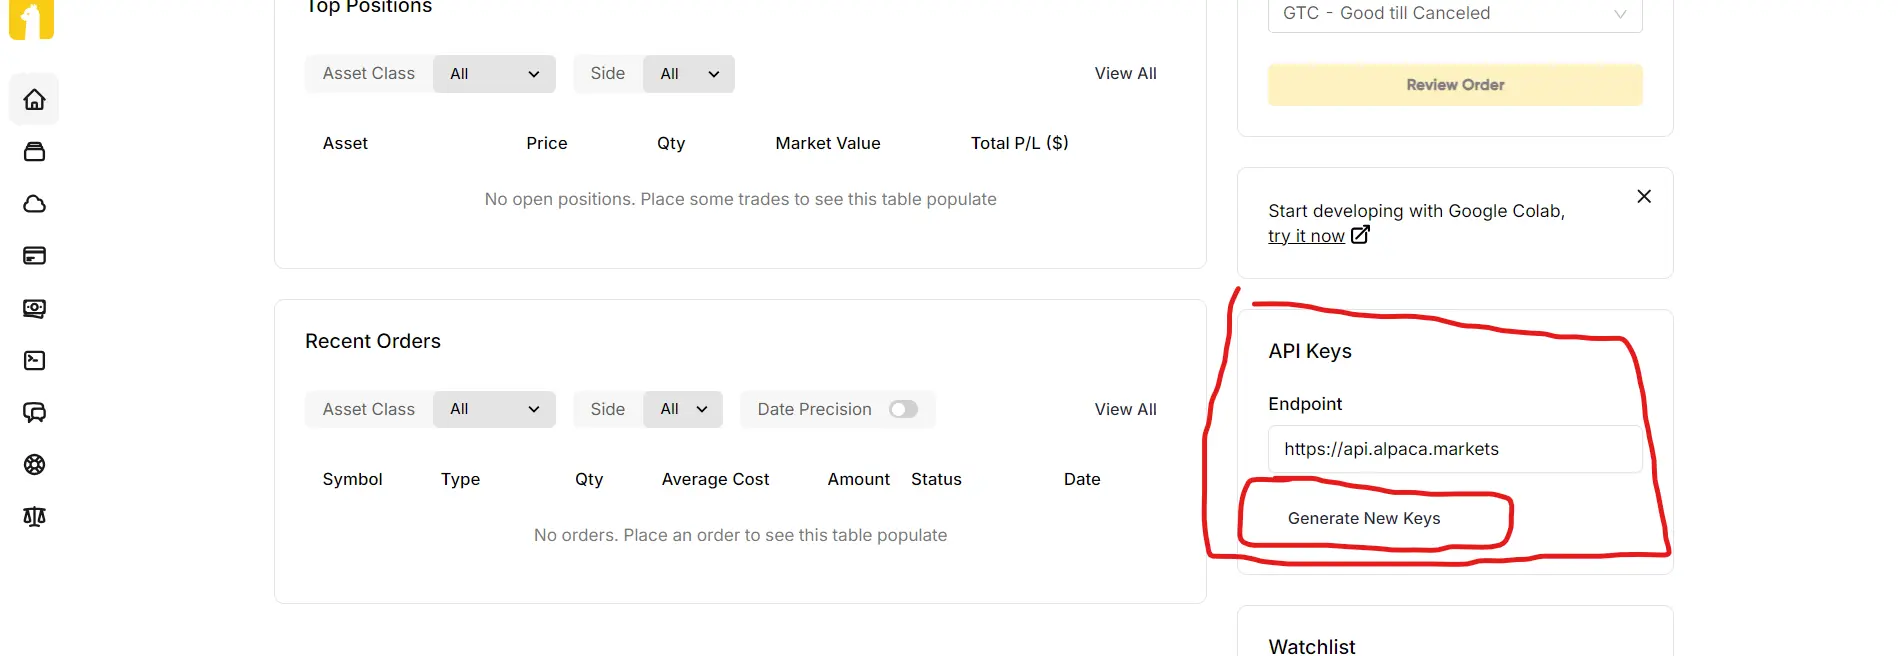 Top Positions
Asset Class All Side All View All
Asset Price Qty Market Value Total P/L ($)
No open positions. Place some trades to see this table populate
Recent Orders
Asset Class All Side All Date Precision View All
Symbol Type Qty Average Cost Amount Status Date
No orders. Place an order to see this table populate
GTC - Good till Canceled
Review Order
Start developing with Google Colab,
try it now
API Keys
Endpoint
https://api.alpaca.markets
Generate New Keys
Watchlist